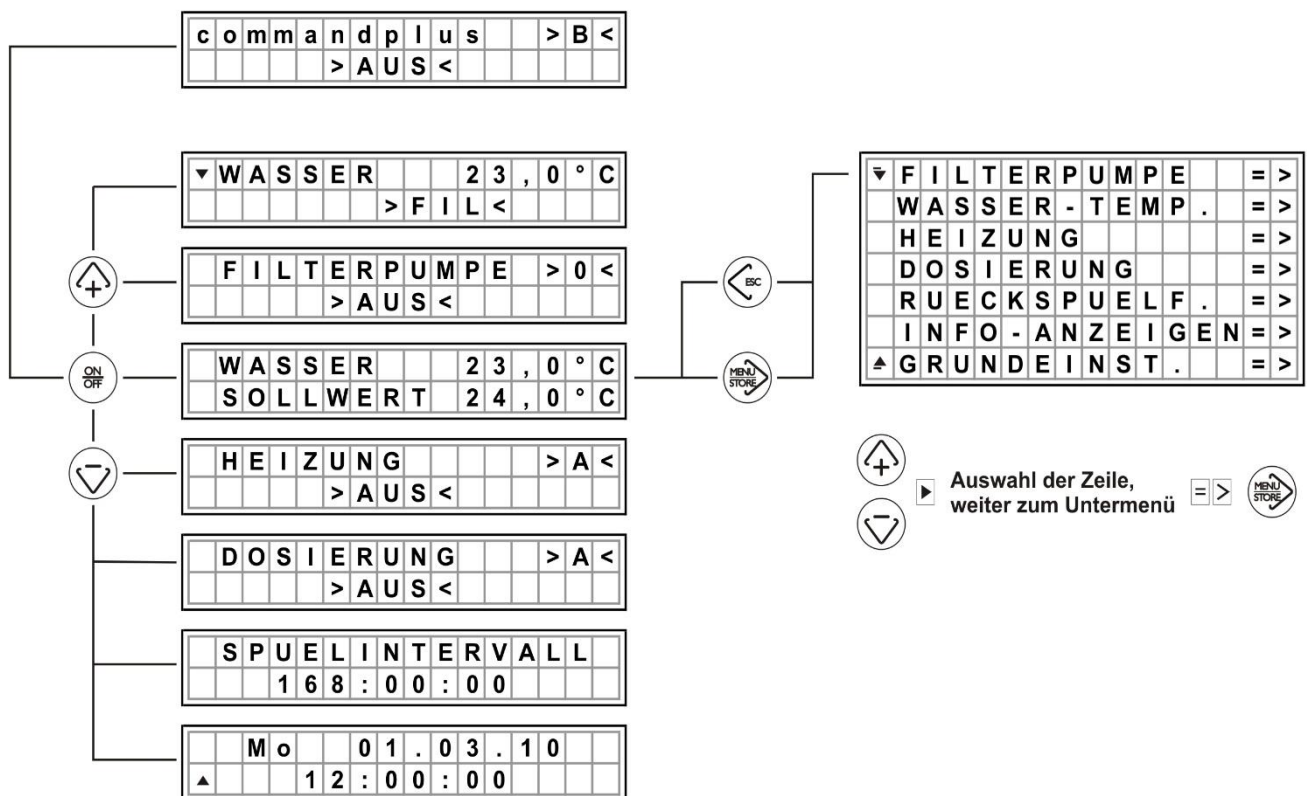 commandplus >B<
>AUS<
▼WASSER 23,0°C
>FIL<
FILTERPUMPE >0<
>AUS<
ON
OFF
WASSER 23,0°C
SOLLWERT 24,0°C
HEIZUNG >A<
>AUS<
DOSIERUNG >A<
>AUS<
SPUELINTERVALL
168:00:00
Mo 01.03.10
▲ 12:00:00
ESC
MENU
STORE
FILTERPUMPE =>
WASSER-TEMP. =>
HEIZUNG =>
DOSIERUNG =>
RUECKSPUELF. =>
INFO-ANZEIGEN=>
GRUNDEINST. =>
Auswahl der Zeile,
weiter zum Untermenü => 
MENU
STORE